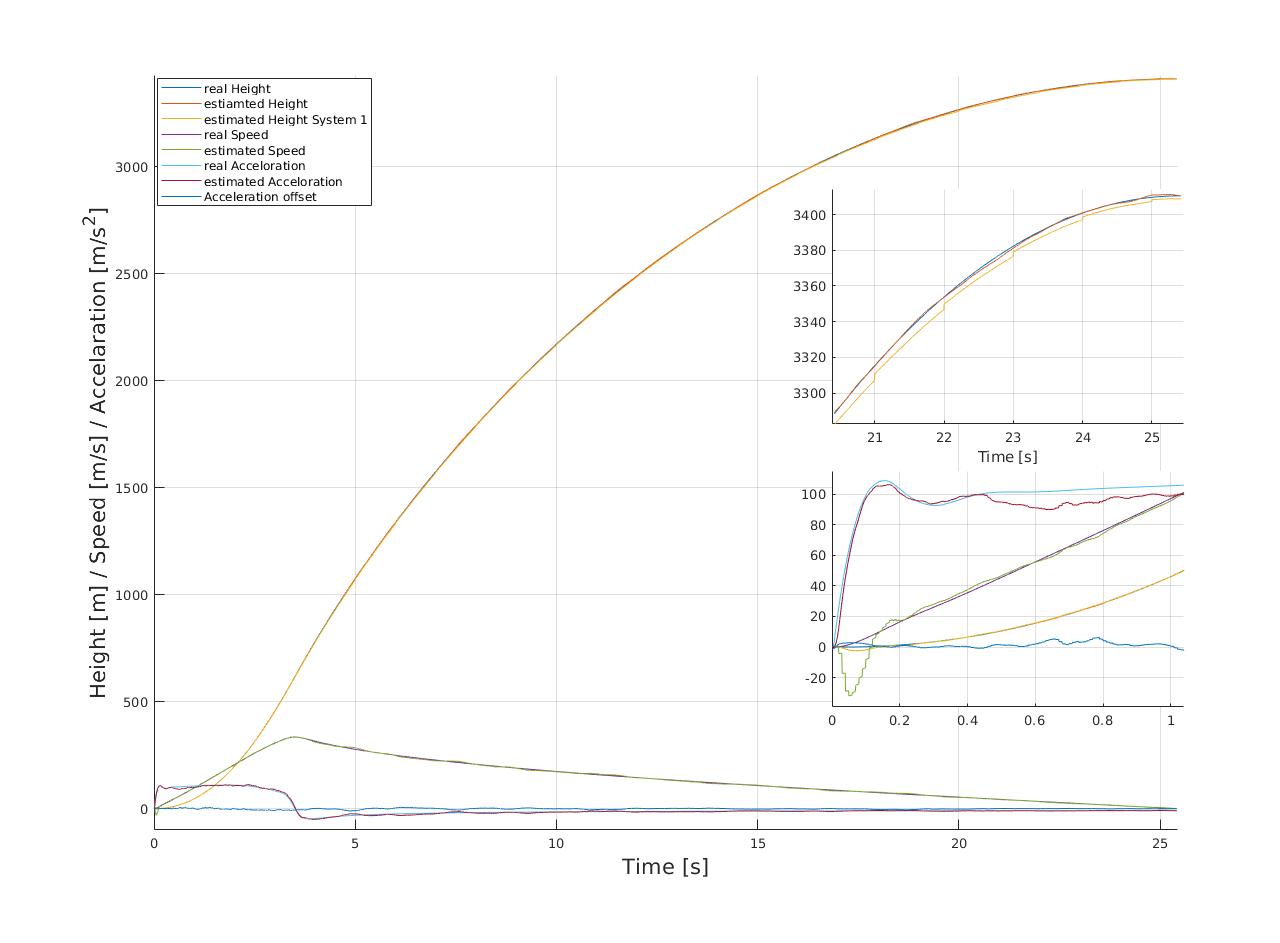 real Height
estiamted Height
estimated Height System 1
real Speed
estimated Speed
real Acceloration
estimated Acceloration
Acceleration offset
Height [m] / Speed [m/s] / Accelaration [m/s²]
3000
2500
2000
1500
1000
500
0
0 5 10 15 20 25
Time [s]
3400
3380
3360
3340
3320
3300
21 22 23 24 25
Time [s]
100
80
60
40
20
0
-20
0 0.2 0.4 0.6 0.8 1